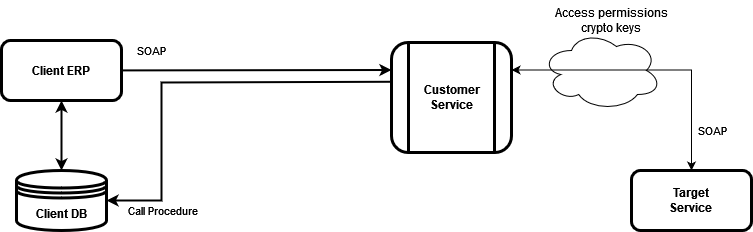 Access permissions
crypto keys
SOAP
Client ERP
Customer
Service
SOAP
Target
Service
Client DB
Call Procedure